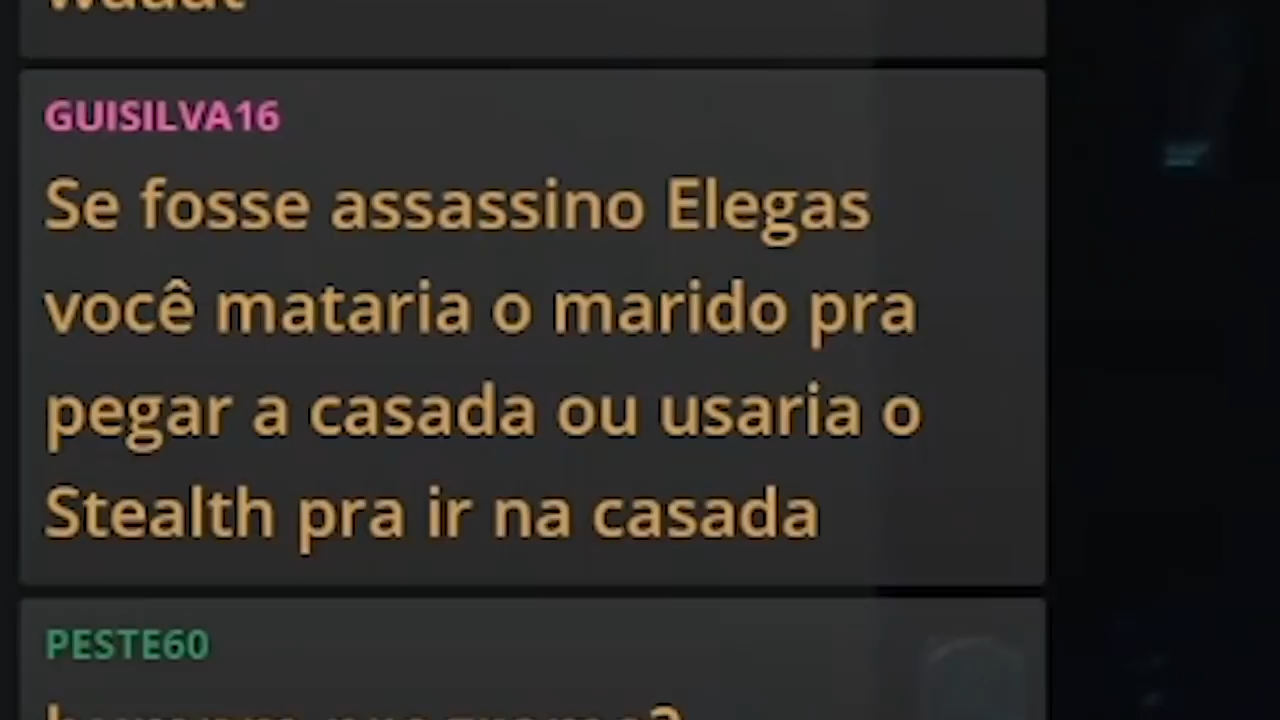 GUISILVA16
Se fosse assassino Elegas
você mataria o marido pra
pegar a casada ou usaria o
Stealth pra ir na casada
PESTE60